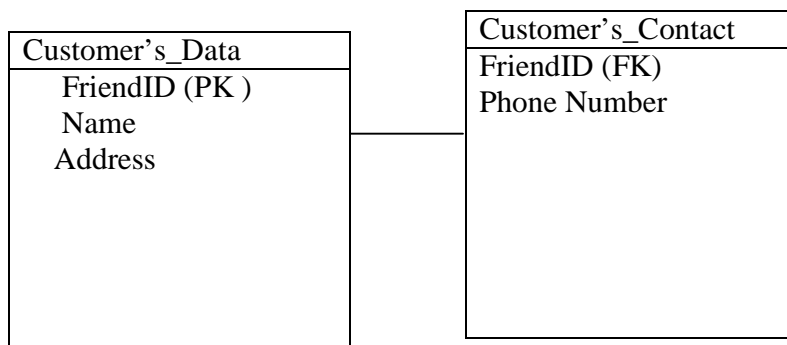 Customer’s_Data
FriendID (PK )
Name
Address
Customer’s_Contact
FriendID (FK)
Phone Number